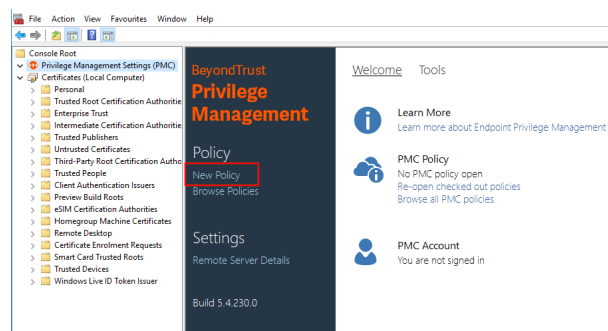 File Action View Favourites Window Help
Console Root
Privilege Management Settings (PMC)
Certificates (Local Computer)
Personal
Trusted Root Certification Authoritie
Enterprise Trust
Intermediate Certification Authoritie
Trusted Publishers
Untrusted Certificates
Third-Party Root Certification Autho
Trusted People
Client Authentication Issuers
Preview Build Roots
eSIM Certification Authorities
Homegroup Machine Certificates
Remote Desktop
Certificate Enrolment Requests
Smart Card Trusted Roots
Trusted Devices
Windows Live ID Token Issuer
BeyondTrust
Privilege
Management
Policy
New Policy
Browse Policies
Settings
Remote Server Details
Build 5.4.230.0
Welcome Tools
Learn More
Learn more about Endpoint Privilege Management
PMC Policy
No PMC policy open
Re-open checked out policies
Browse all PMC policies
PMC Account
You are not signed in